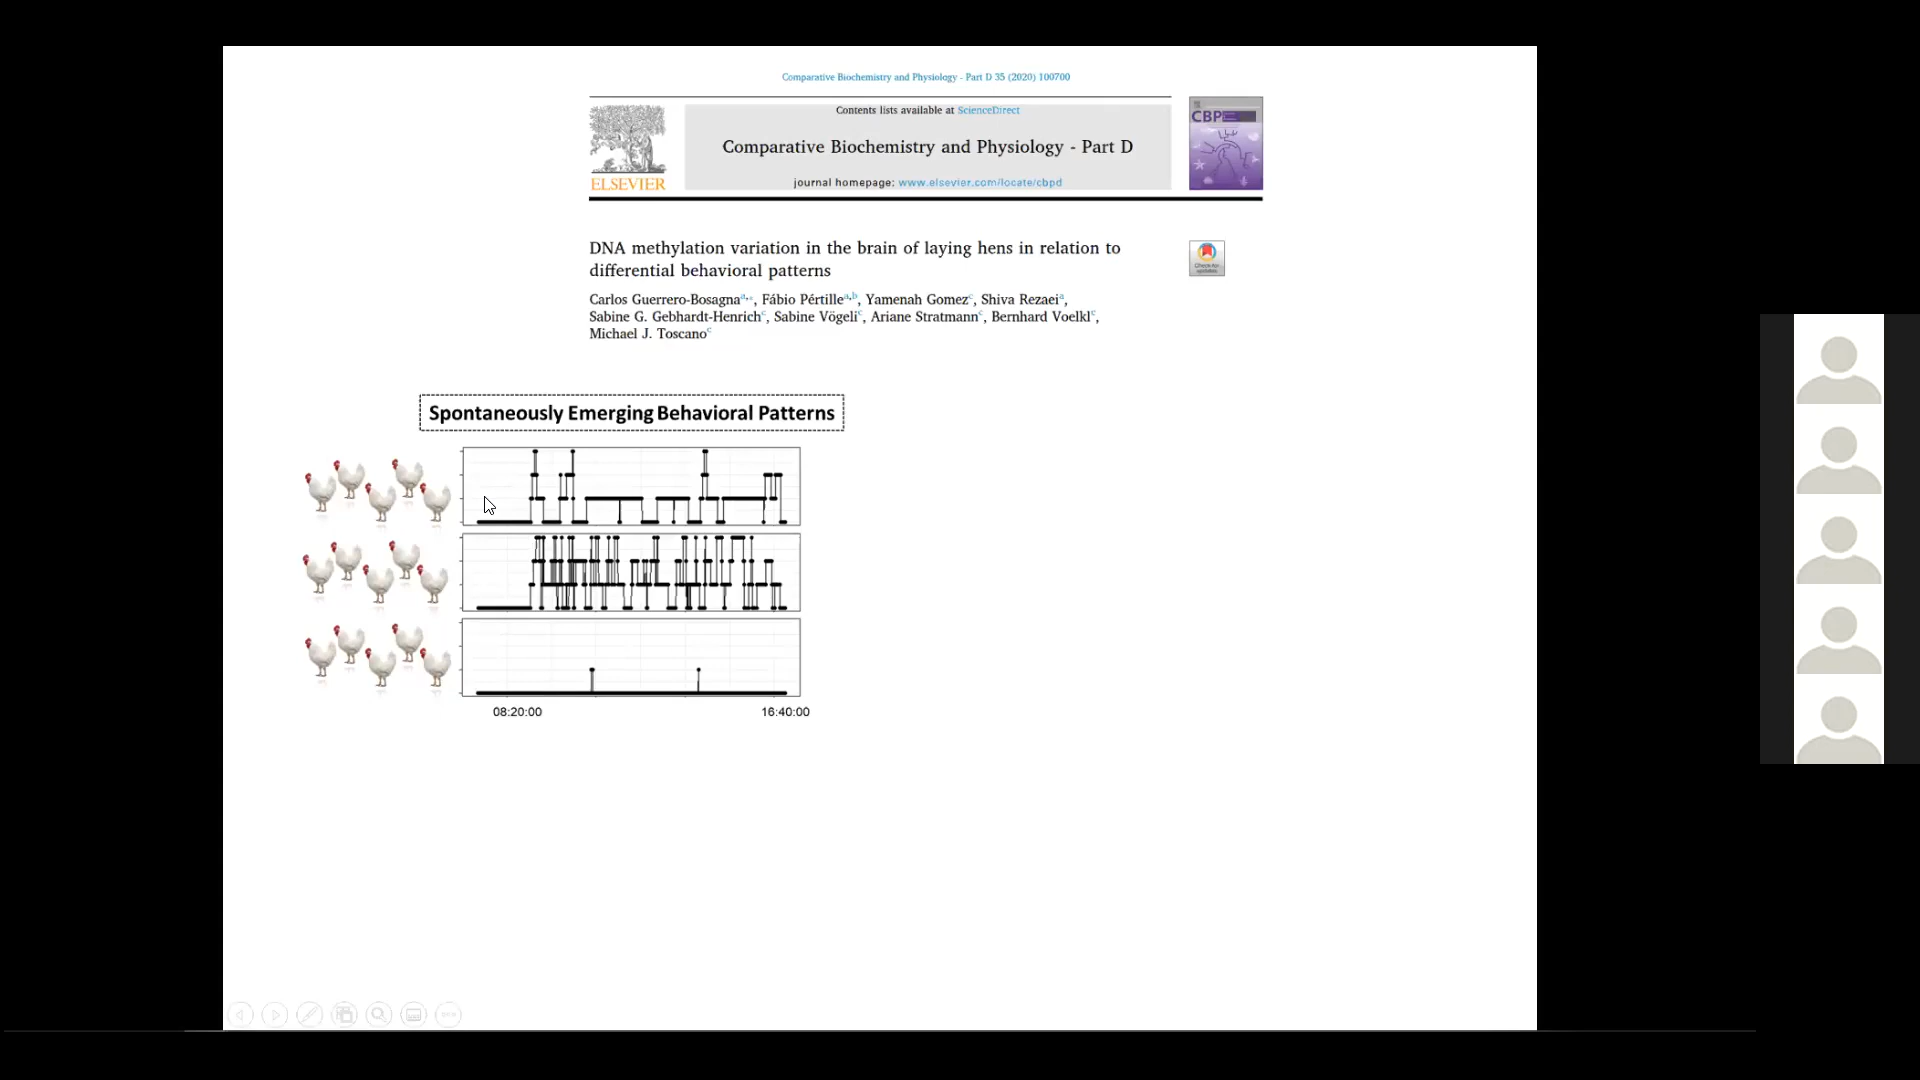 Comparative Biochemistry and Physiology - Part D 35 (2020) 100700
Contents lists available at ScienceDirect
Comparative Biochemistry and Physiology - Part D
journal homepage: www.elsevier.com/locate/cbpd
ELSEVIER
CBP
DNA methylation variation in the brain of laying hens in relation to
differential behavioral patterns
Check for
updates
Carlos Guerrero-Bosagna a,*, Fábio Pértille a,b, Yamenah Gomez c, Shiva Rezaei a,
Sabine G. Gebhardt-Henrich c, Sabine Vögeli c, Ariane Stratmann c, Bernhard Voelkl c,
Michael J. Toscano c
Spontaneously Emerging Behavioral Patterns
08:20:00 16:40:00